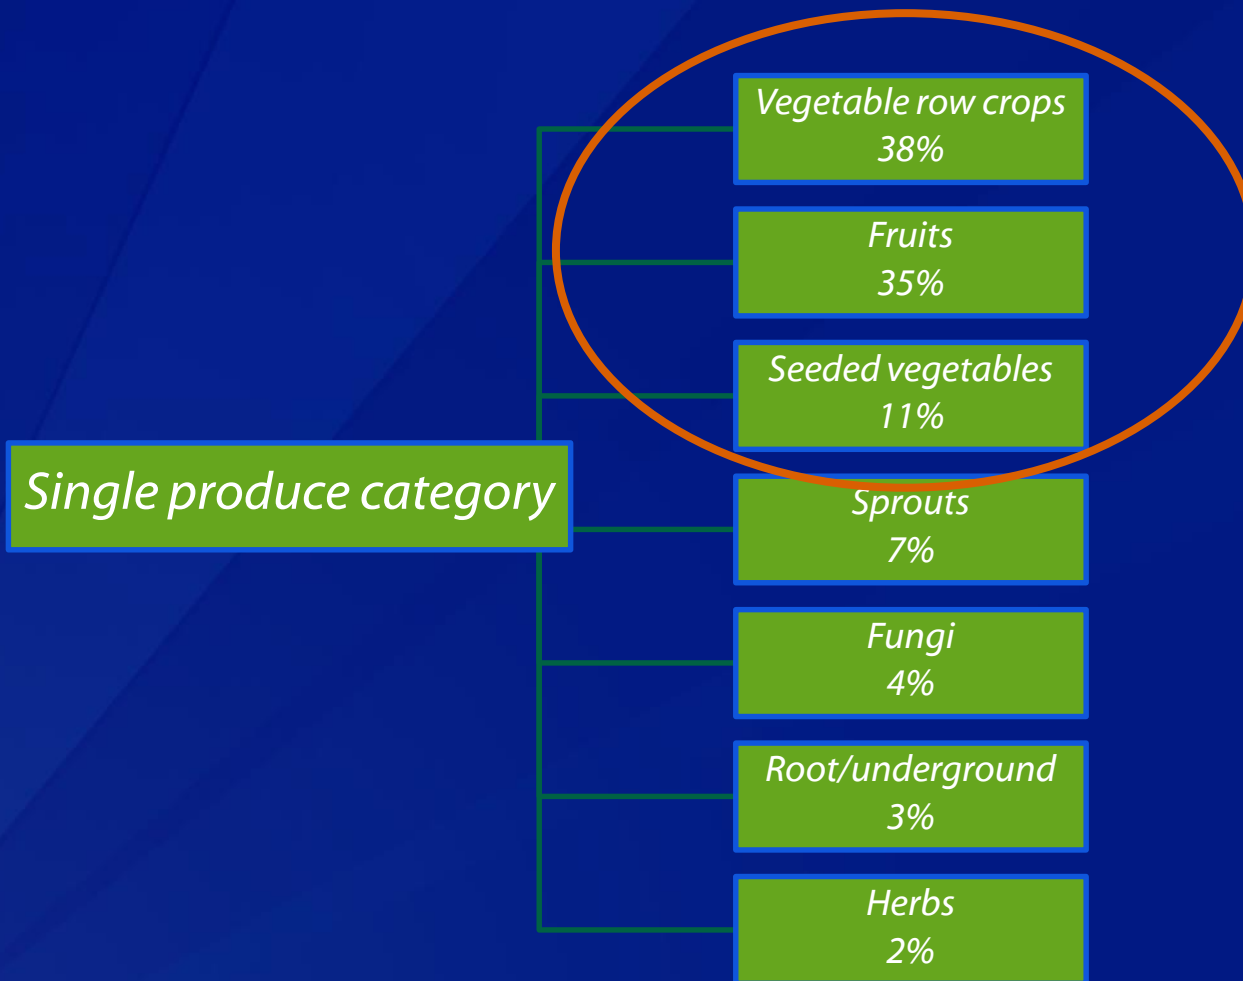 Vegetable row crops
38%
Fruits
35%
Seeded vegetables
11%
Single produce category
Sprouts
7%
Fungi
4%
Root/underground
3%
Herbs
2%